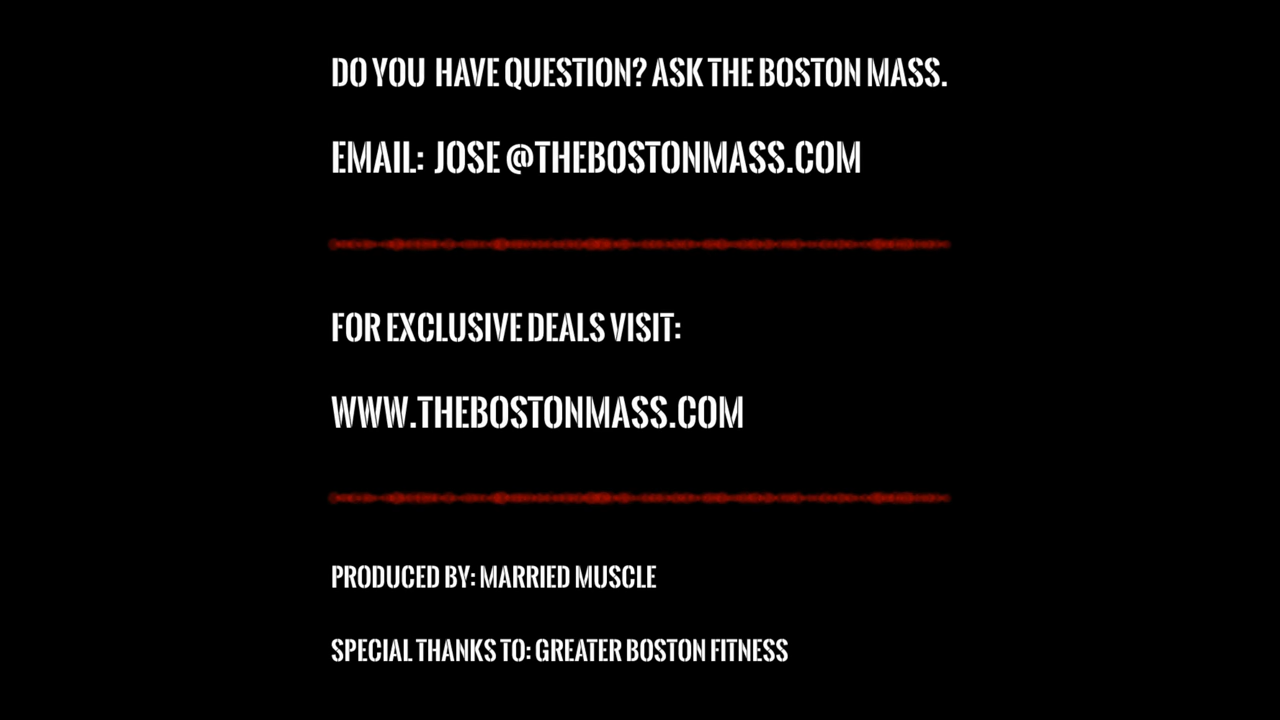 DO YOU HAVE QUESTION? ASK THE BOSTON MASS.
EMAIL: JOSE @THEBOSTONMASS.COM
FOR EXCLUSIVE DEALS VISIT:
WWW.THEBOSTONMASS.COM
PRODUCED BY: MARRIED MUSCLE
SPECIAL THANKS TO: GREATER BOSTON FITNESS